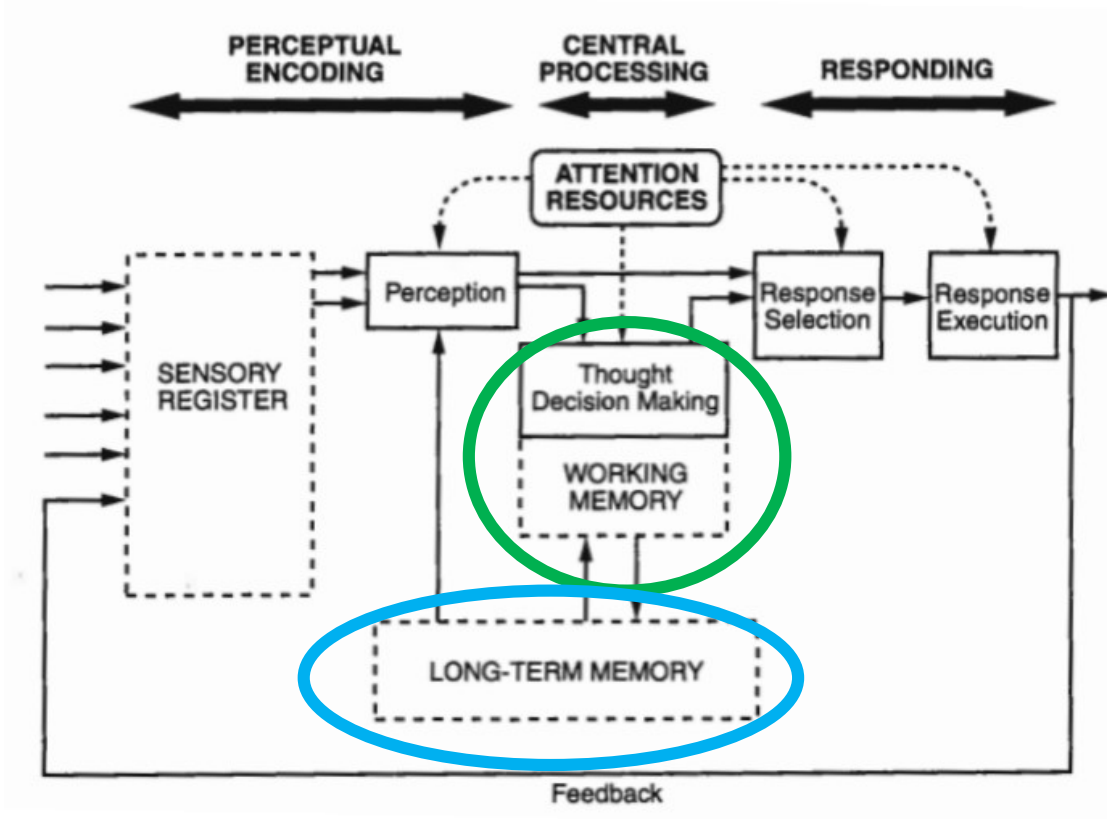 PERCEPTUAL
ENCODING
CENTRAL
PROCESSING
RESPONDING
ATTENTION
RESOURCES
Perception
Response
Selection
Response
Execution
SENSORY
REGISTER
Thought
Decision Making
WORKING
MEMORY
LONG-TERM MEMORY
Feedback